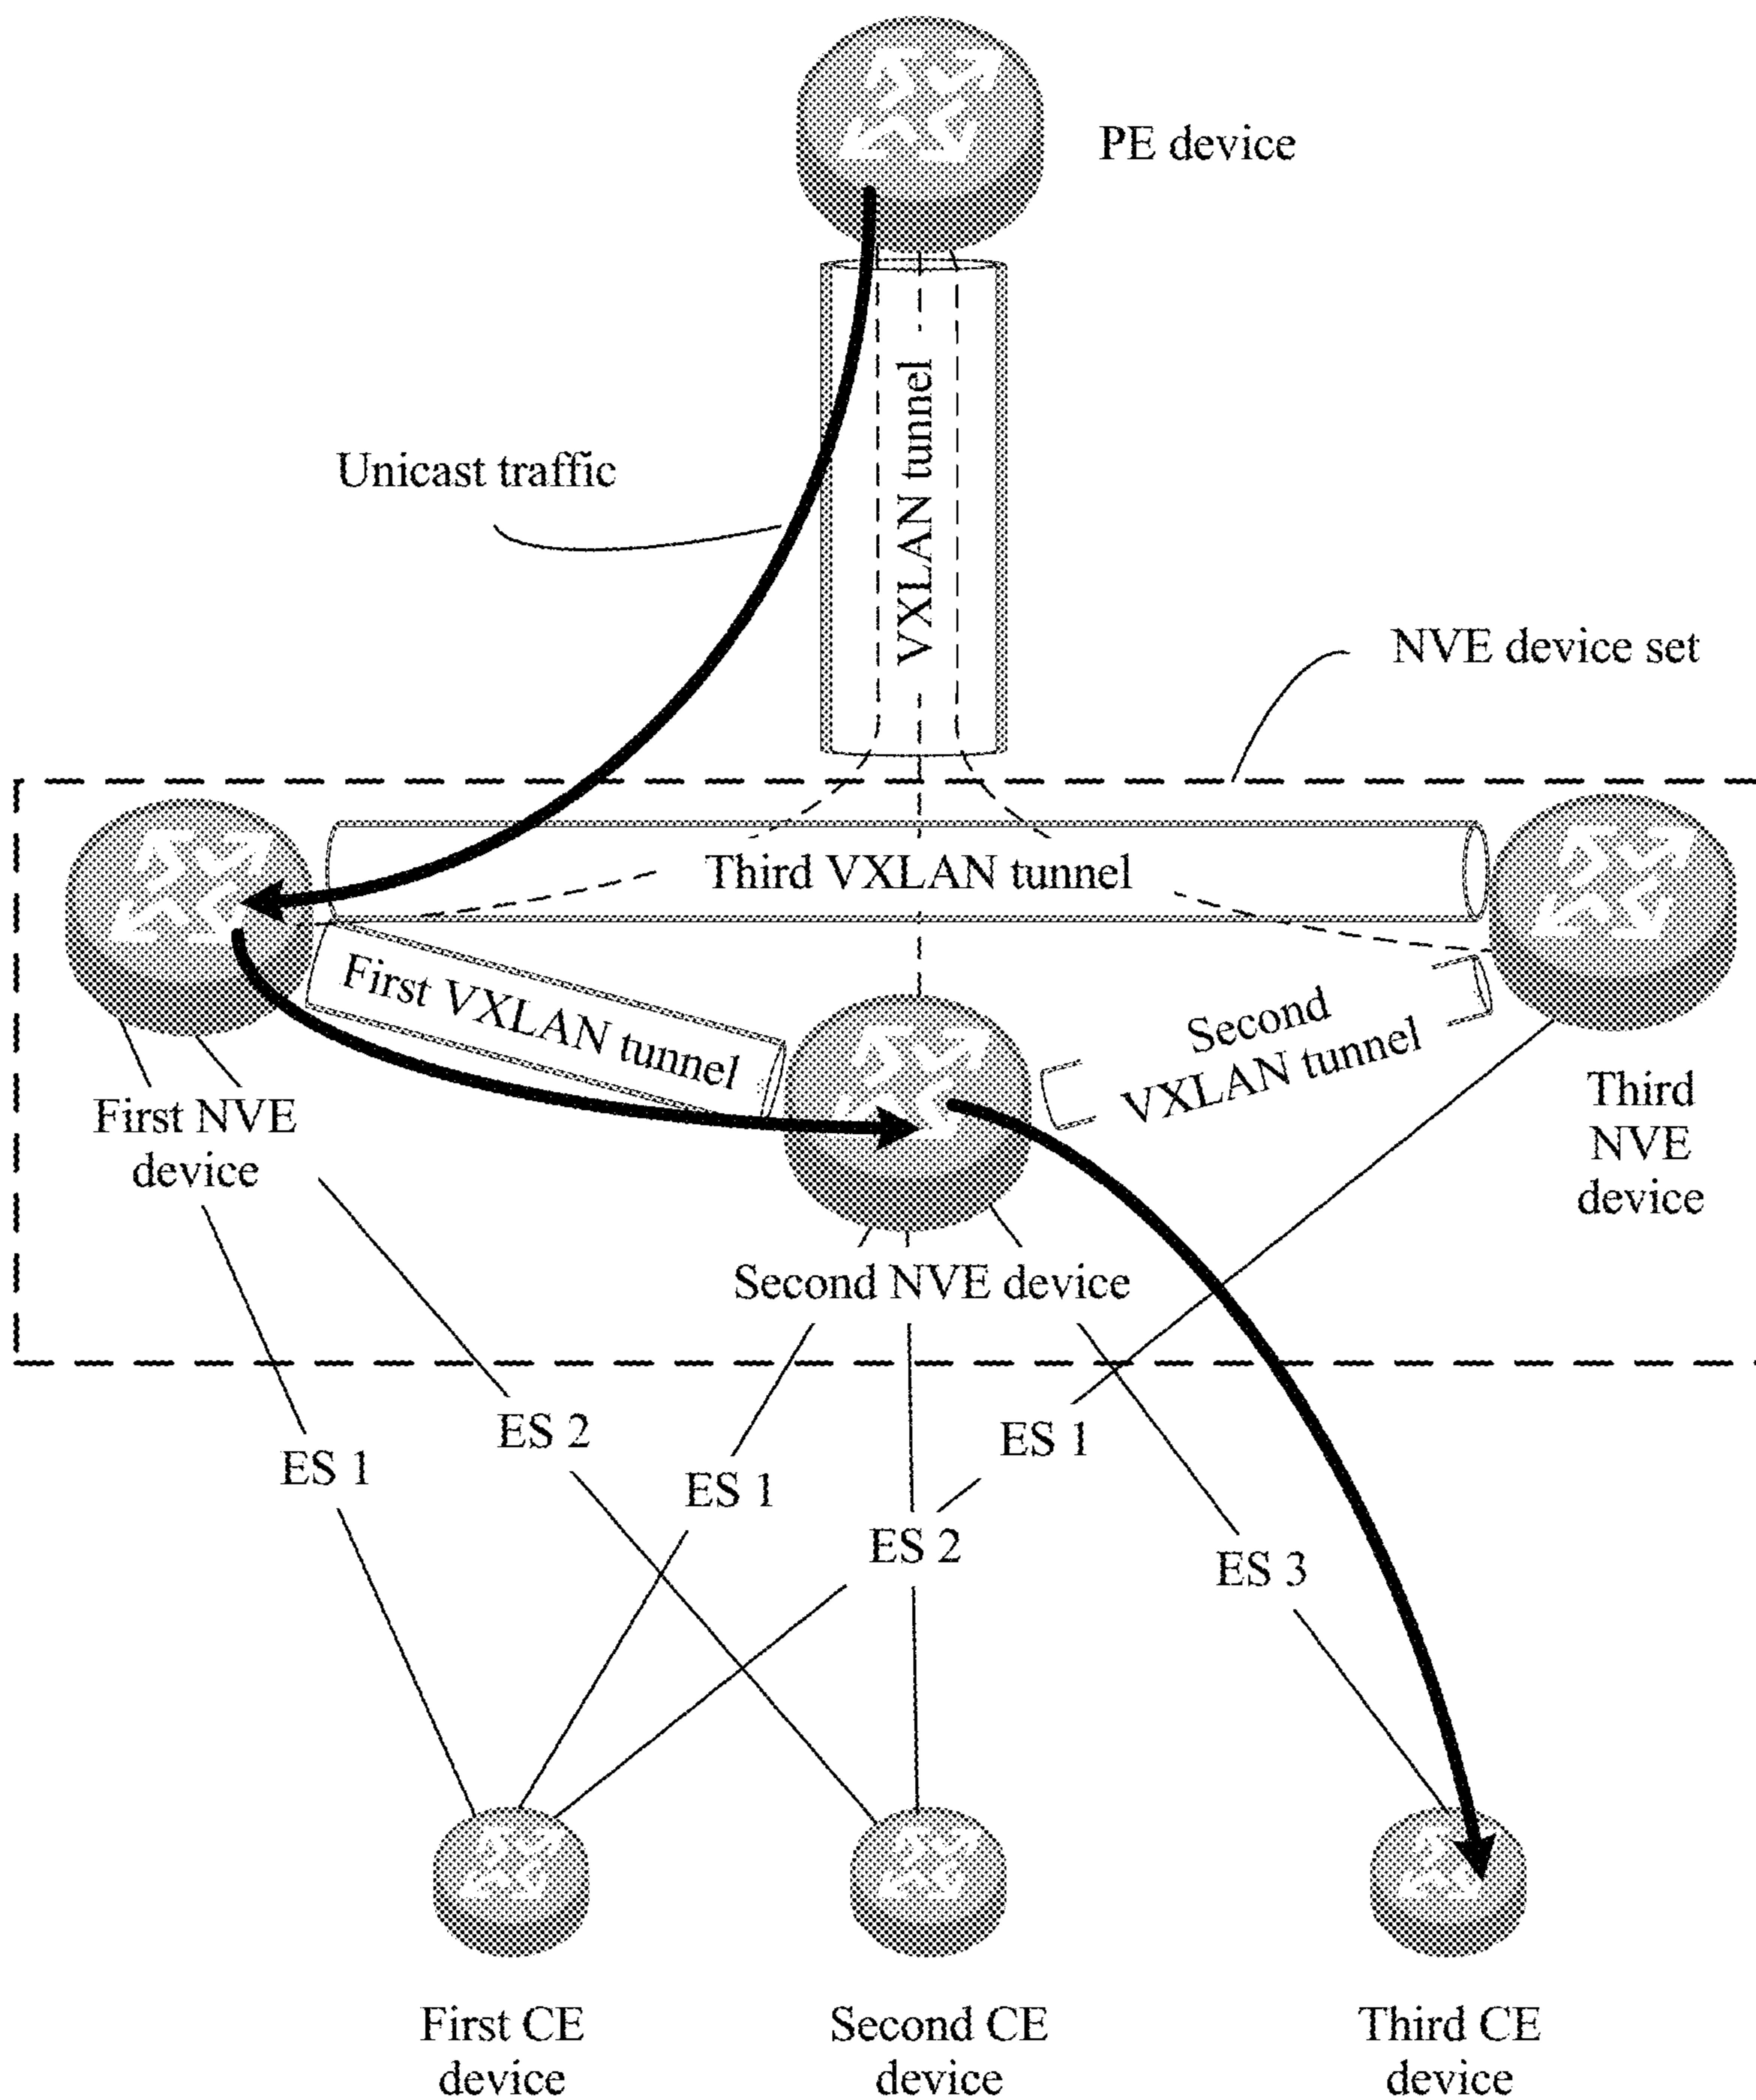 PE device
VXLAN tunnel
Unicast traffic
NVE device set
Third VXLAN tunnel
First VXLAN tunnel
Second
VXLAN tunnel
First NVE
device
Third
NVE
device
Second NVE device
ES 1
ES 2
ES 1
ES 2
ES 1
ES 3
First CE
device
Second CE
device
Third CE
device